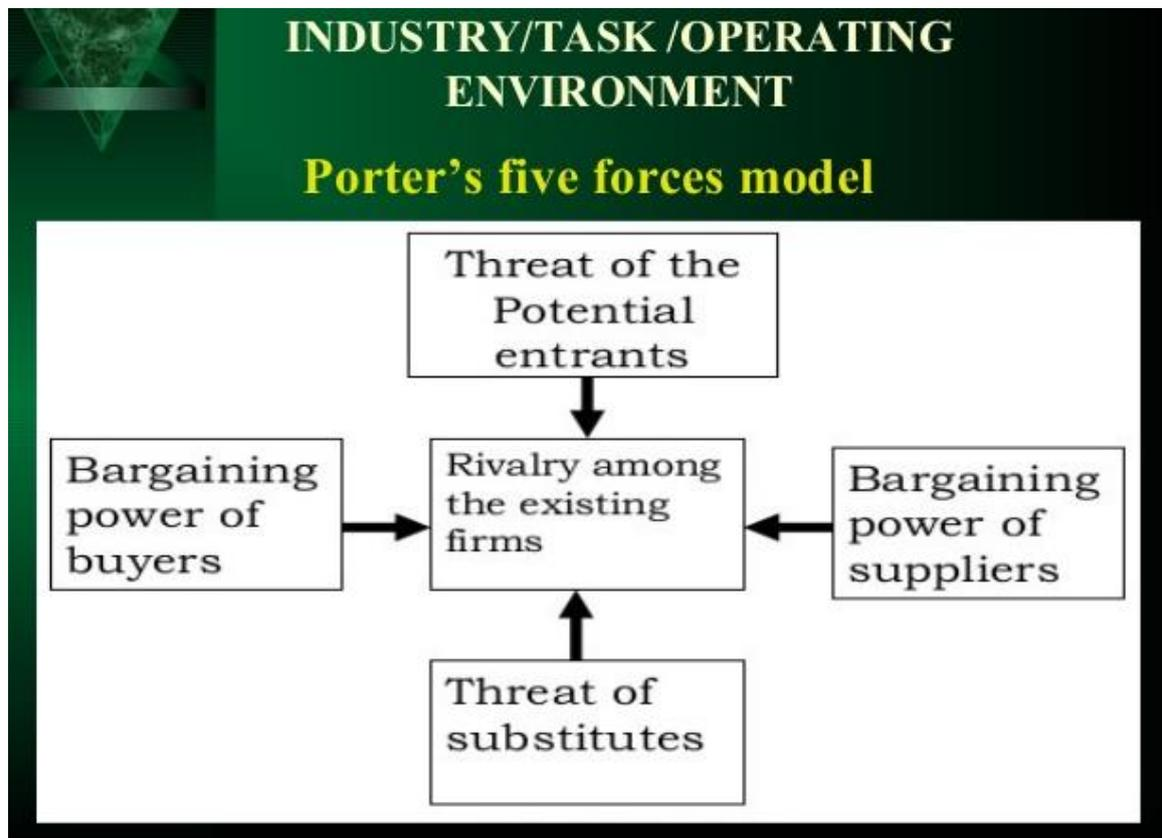 INDUSTRY/TASK /OPERATING
ENVIRONMENT
Porter's five forces model
Threat of the
Potential
entrants
Bargaining
power of
buyers
Rivalry among
the existing
firms
Bargaining
power of
suppliers
Threat of
substitutes